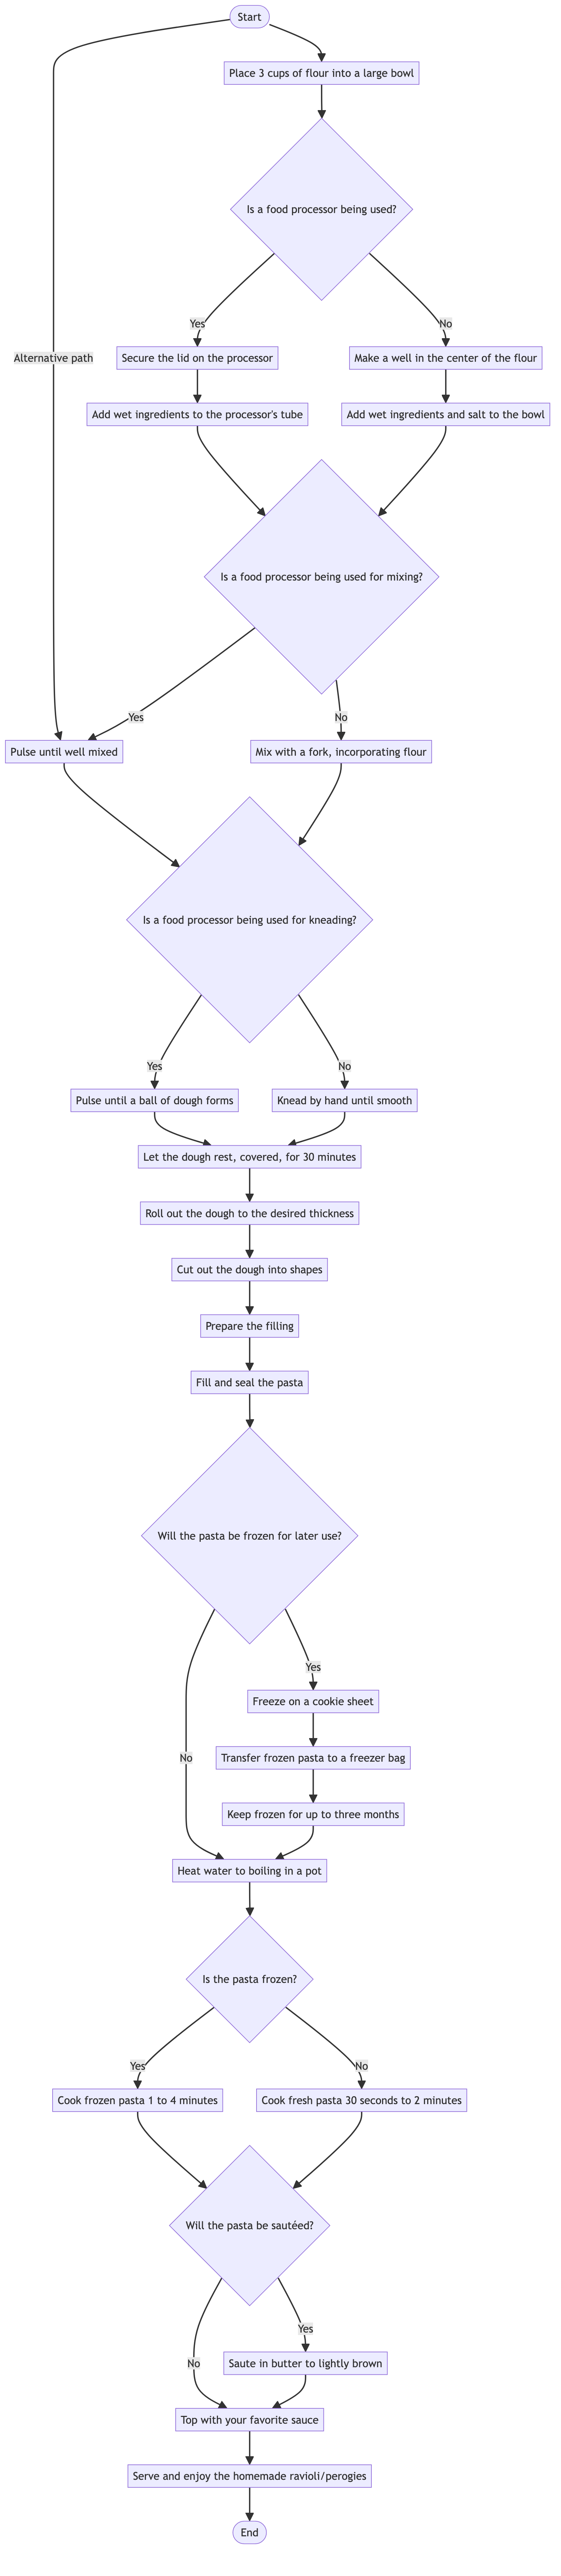 Start
Place 3 cups of flour into a large bowl
Is a food processor being used?
Yes
No
Alternative path
Secure the lid on the processor
Make a well in the center of the flour
Add wet ingredients to the processor's tube
Add wet ingredients and salt to the bowl
Is a food processor being used for mixing?
Yes
No
Pulse until well mixed
Mix with a fork, incorporating flour
Is a food processor being used for kneading?
Yes
No
Pulse until a ball of dough forms
Knead by hand until smooth
Let the dough rest, covered, for 30 minutes
Roll out the dough to the desired thickness
Cut out the dough into shapes
Prepare the filling
Fill and seal the pasta
Will the pasta be frozen for later use?
Yes
Freeze on a cookie sheet
No
Transfer frozen pasta to a freezer bag
Keep frozen for up to three months
Heat water to boiling in a pot
Is the pasta frozen?
Yes
No
Cook frozen pasta 1 to 4 minutes
Cook fresh pasta 30 seconds to 2 minutes
Will the pasta be sautéed?
Yes
No
Saute in butter to lightly brown
Top with your favorite sauce
Serve and enjoy the homemade ravioli/perogies
End